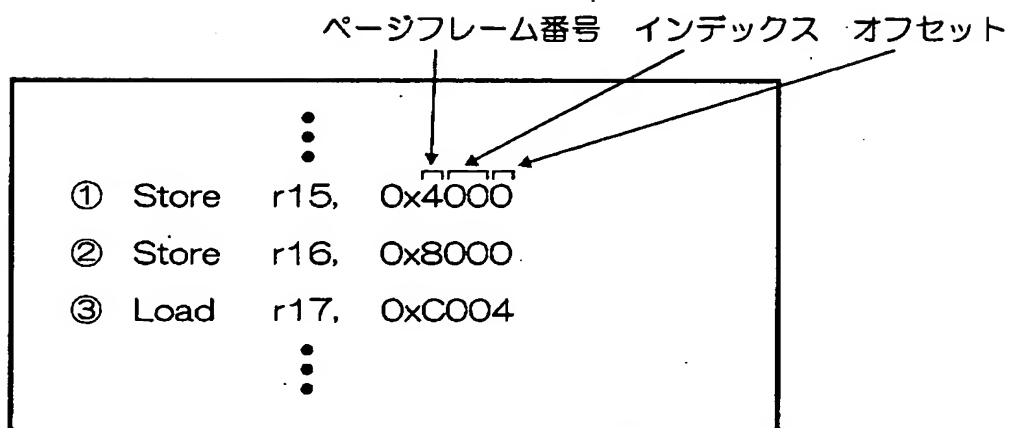 ページフレーム番号 インデックス オフセット
① Store r15, 0x4000
② Store r16, 0x8000
③ Load r17, 0xC004